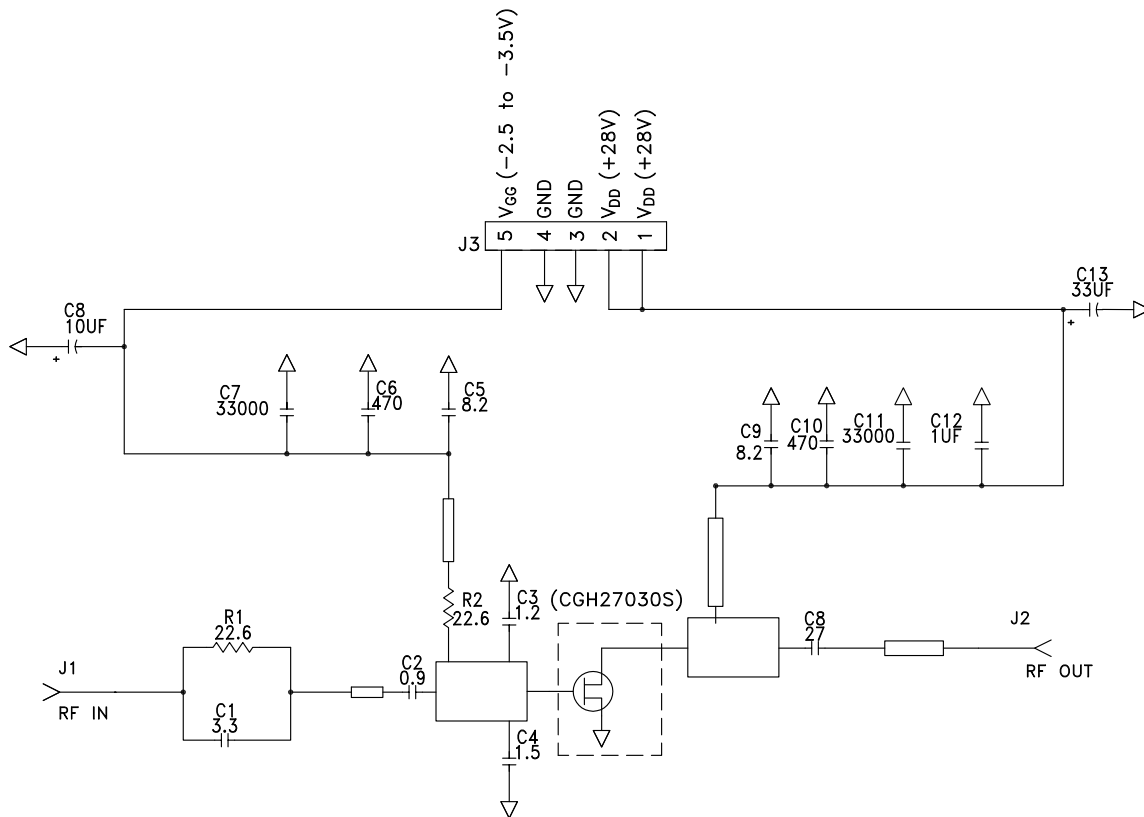 VGG (−2.5 to −3.5V)
GND
GND
VDD (+28V)
VDD (+28V)
J3
5
4
3
2
1
C8
10UF
+
C13
33UF
+
C7
33000
C6
470
C5
8.2
C9
8.2
C10
470
C11
33000
C12
1UF
R2
22.6
C3
1.2
(CGH27030S)
R1
22.6
J1
RF IN
C1
3.3
C2
0.9
C4
1.5
C8
27
J2
RF OUT